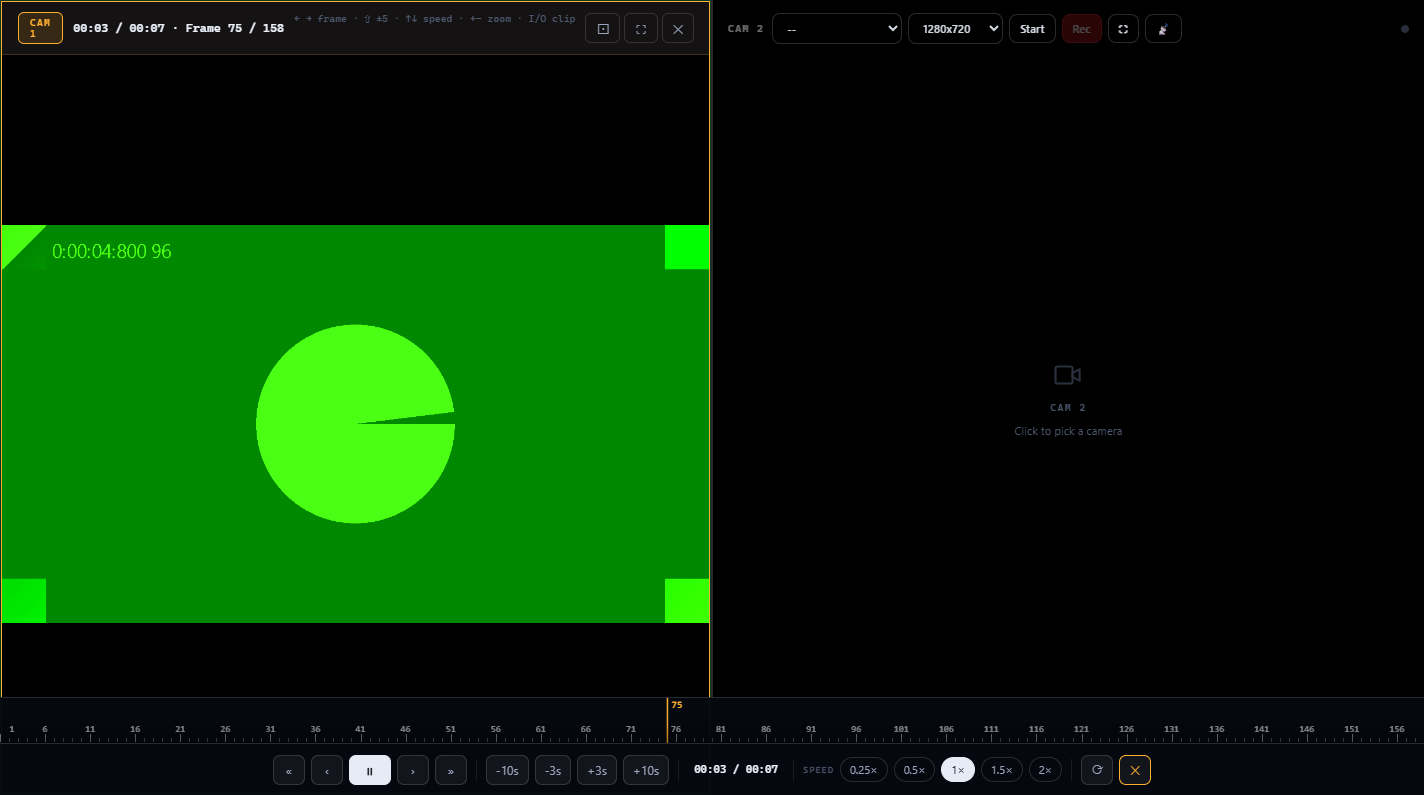 CAM 1
00:03 / 00:07 · Frame 75 / 158
← → frame · ⇧ ±5 · ↑↓ speed · +− zoom · I/O clip
CAM 2
--
1280x720
Start
Rec
0:00:04:800 96
CAM 2
Click to pick a camera
75
1 6 11 16 21 26 31 36 41 46 51 56 61 66 71 76 81 86 91 96 101 106 111 116 121 126 131 136 141 146 151 156
« ‹ › » -10s -3s +3s +10s 00:03 / 00:07 SPEED 0.25× 0.5× 1× 1.5× 2×